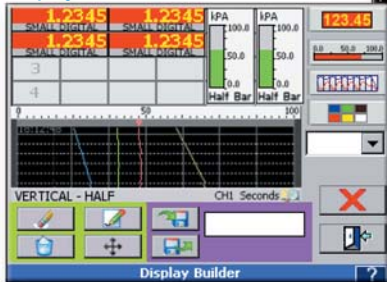 1.2345 1.2345
SMALL DIGITAL SMALL DIGITAL
1.2345 1.2345
SMALL DIGITAL SMALL DIGITAL
3
4
kPA kPA
100.0 100.0
50.0 50.0
0.0 0.0
Half Bar Half Bar
123.45
0.0 50.0 100.0
0 50 100
VERTICAL - HALF CH1 Seconds
Display Builder ?